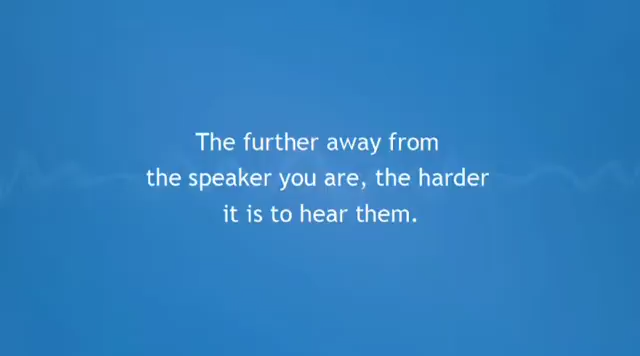 The further away from
the speaker you are, the harder
it is to hear them.